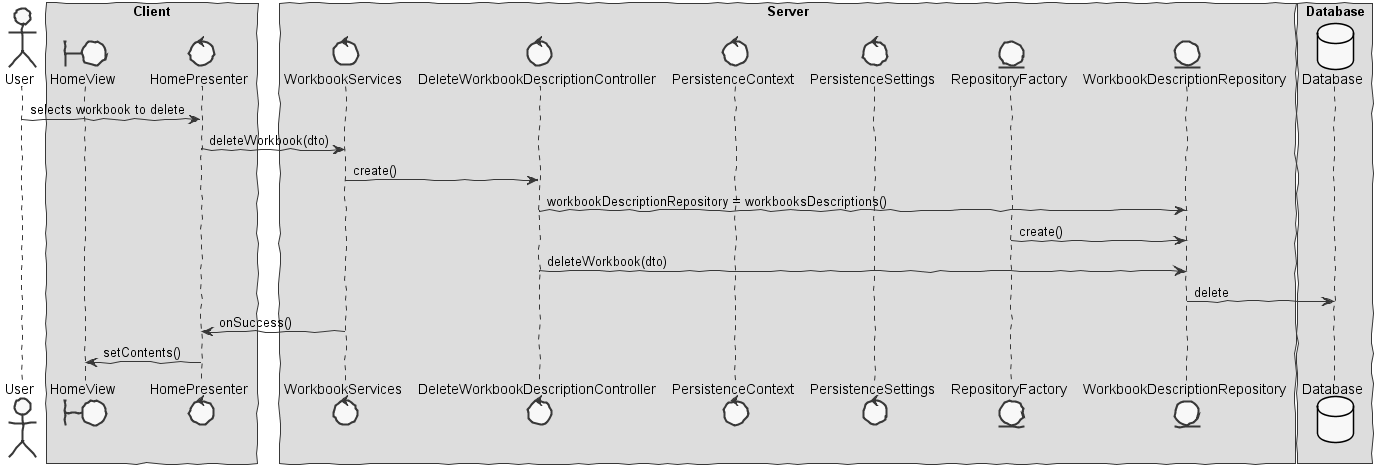 Client
Server
Database
User
HomeView
HomePresenter
WorkbookServices
DeleteWorkbookDescriptionController
PersistenceContext
PersistenceSettings
RepositoryFactory
WorkbookDescriptionRepository
Database
selects workbook to delete
deleteWorkbook(dto)
create()
workbookDescriptionRepository = workbooksDescriptions()
create()
deleteWorkbook(dto)
delete
onSuccess()
setContents()
User
HomeView
HomePresenter
WorkbookServices
DeleteWorkbookDescriptionController
PersistenceContext
PersistenceSettings
RepositoryFactory
WorkbookDescriptionRepository
Database